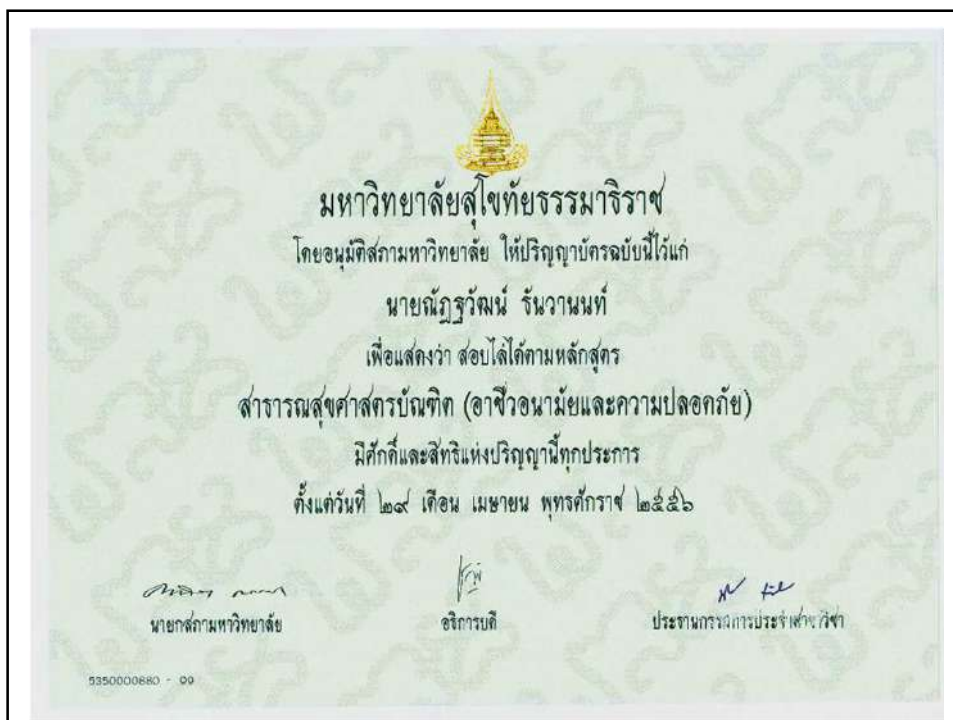 มหาวิทยาลัยสุโขทัยธรรมาธิราช
โดยอนุมัติสภามหาวิทยาลัย ให้ปริญญาบัตรฉบับนี้ไว้แก่
นายณัฎฐวัฒน์ ธันวานนท์
เพื่อแสดงว่า สอบไล่ได้ตามหลักสูตร
สาธารณสุขศาสตรบัณฑิต (อาชีวอนามัยและความปลอดภัย)
มีศักดิ์และสิทธิแห่งปริญญานี้ทุกประการ
ตั้งแต่วันที่ ๒๙ เดือน เมษายน พุทธศักราช ๒๕๕๖
นายกสภามหาวิทยาลัย อธิการบดี ประธานกรรมการประจำสาขาวิชา
5350000880 - 99